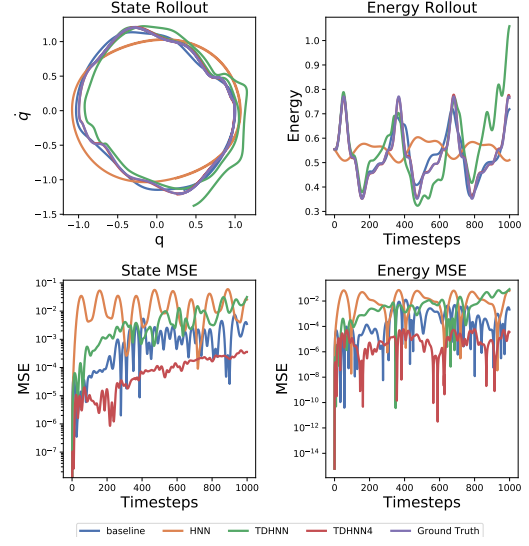 State Rollout
Energy Rollout
1.0
0.5
0.0
−0.5
−1.0
−1.5
q̇
−1.0 −0.5 0.0 0.5 1.0
q
1.0
0.9
0.8
0.7
0.6
0.5
0.4
0.3
Energy
0 200 400 600 800 1000
Timesteps
State MSE
Energy MSE
10⁻¹
10⁻²
10⁻³
10⁻⁴
10⁻⁵
10⁻⁶
10⁻⁷
MSE
0 200 400 600 800 1000
Timesteps
10⁻²
10⁻⁴
10⁻⁶
10⁻⁸
10⁻¹⁰
10⁻¹²
10⁻¹⁴
MSE
0 200 400 600 800 1000
Timesteps
baseline HNN TDHNN TDHNN4 Ground Truth